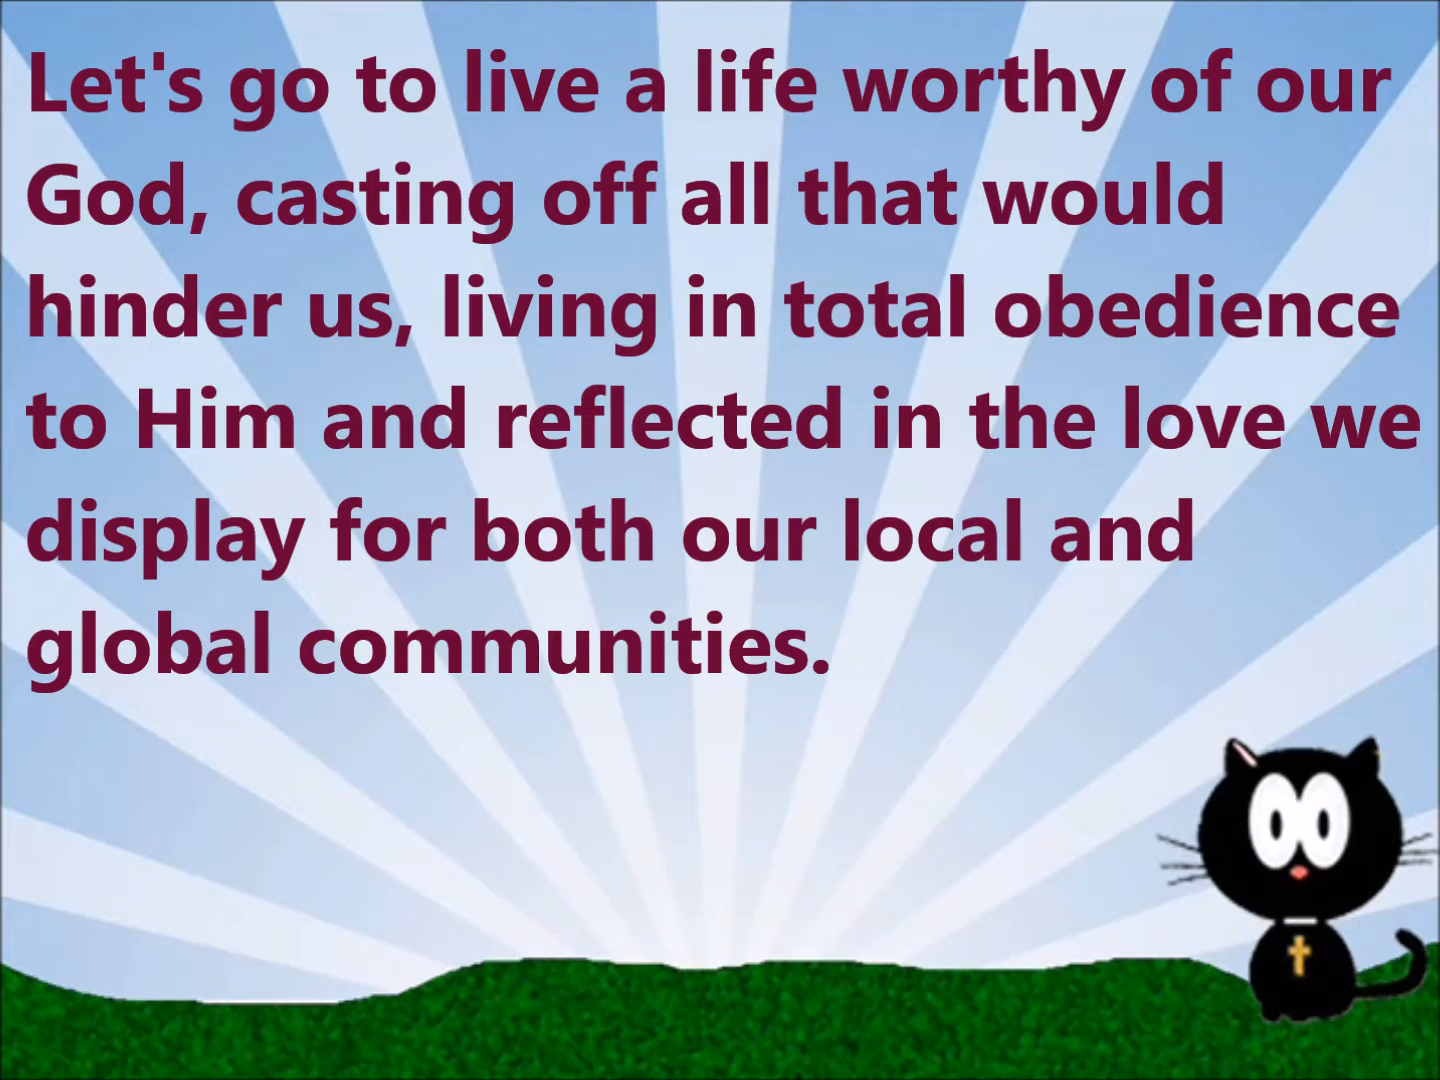 Let's go to live a life worthy of our
God, casting off all that would
hinder us, living in total obedience
to Him and reflected in the love we
display for both our local and
global communities.